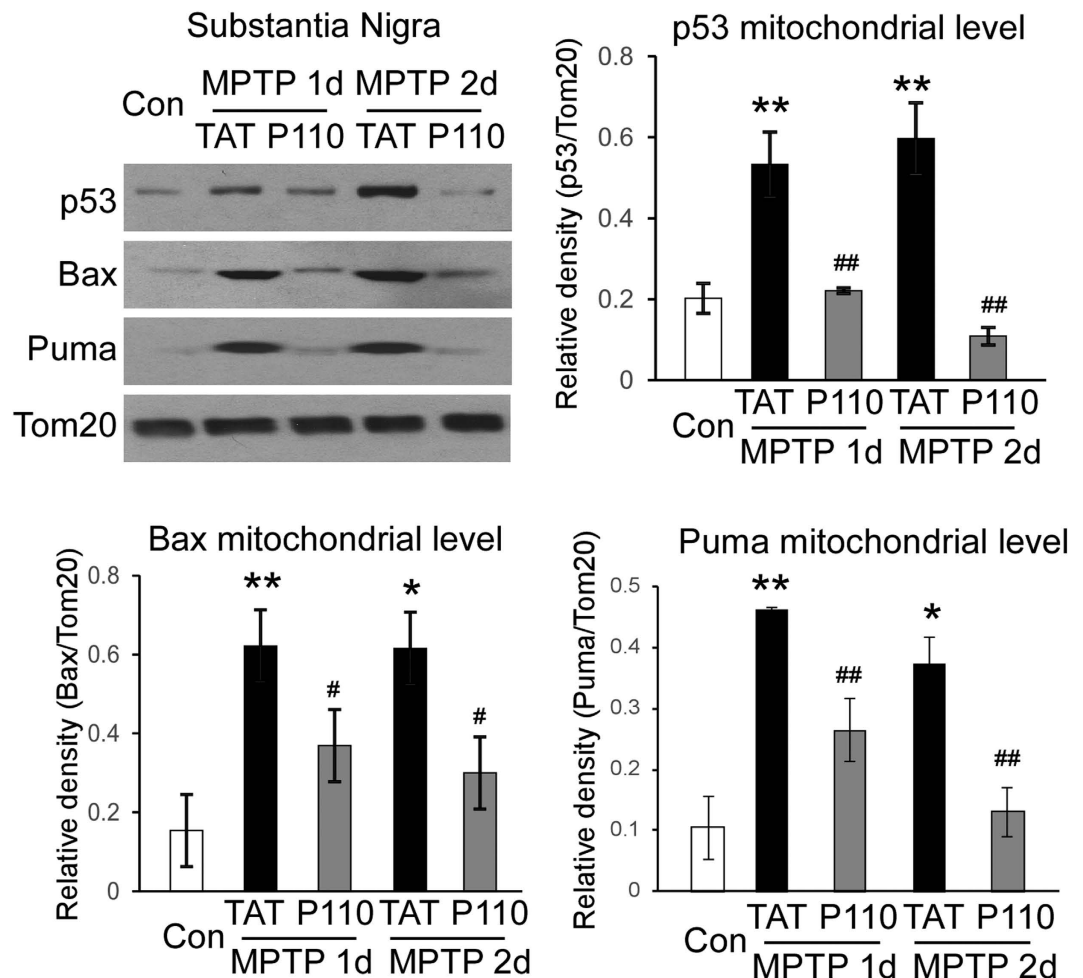 Substantia Nigra
Con
MPTP 1d MPTP 2d
TAT P110 TAT P110
p53
Bax
Puma
Tom20
p53 mitochondrial level
Relative density (p53/Tom20)
0.8
0.6
0.4
0.2
0
**
##
**
##
Con
TAT P110 TAT P110
MPTP 1d MPTP 2d
Bax mitochondrial level
Relative density (Bax/Tom20)
0.8
0.6
0.4
0.2
0
**
#
*
#
Con
TAT P110 TAT P110
MPTP 1d MPTP 2d
Puma mitochondrial level
Relative density (Puma/Tom20)
0.5
0.4
0.3
0.2
0.1
0
**
##
*
##
Con
TAT P110 TAT P110
MPTP 1d MPTP 2d